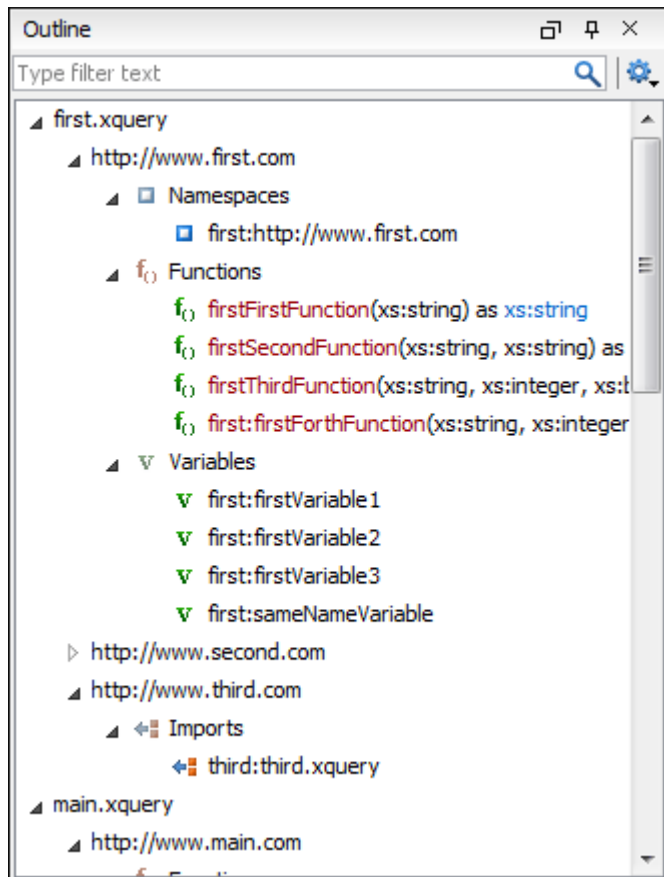 Outline
Type filter text
first.xquery
http://www.first.com
Namespaces
first:http://www.first.com
f() Functions
f() firstFirstFunction(xs:string) as xs:string
f() firstSecondFunction(xs:string, xs:string) as
f() firstThirdFunction(xs:string, xs:integer, xs:b
f() first:firstForthFunction(xs:string, xs:integer
v Variables
v first:firstVariable1
v first:firstVariable2
v first:firstVariable3
v first:sameNameVariable
http://www.second.com
http://www.third.com
Imports
third:third.xquery
main.xquery
http://www.main.com